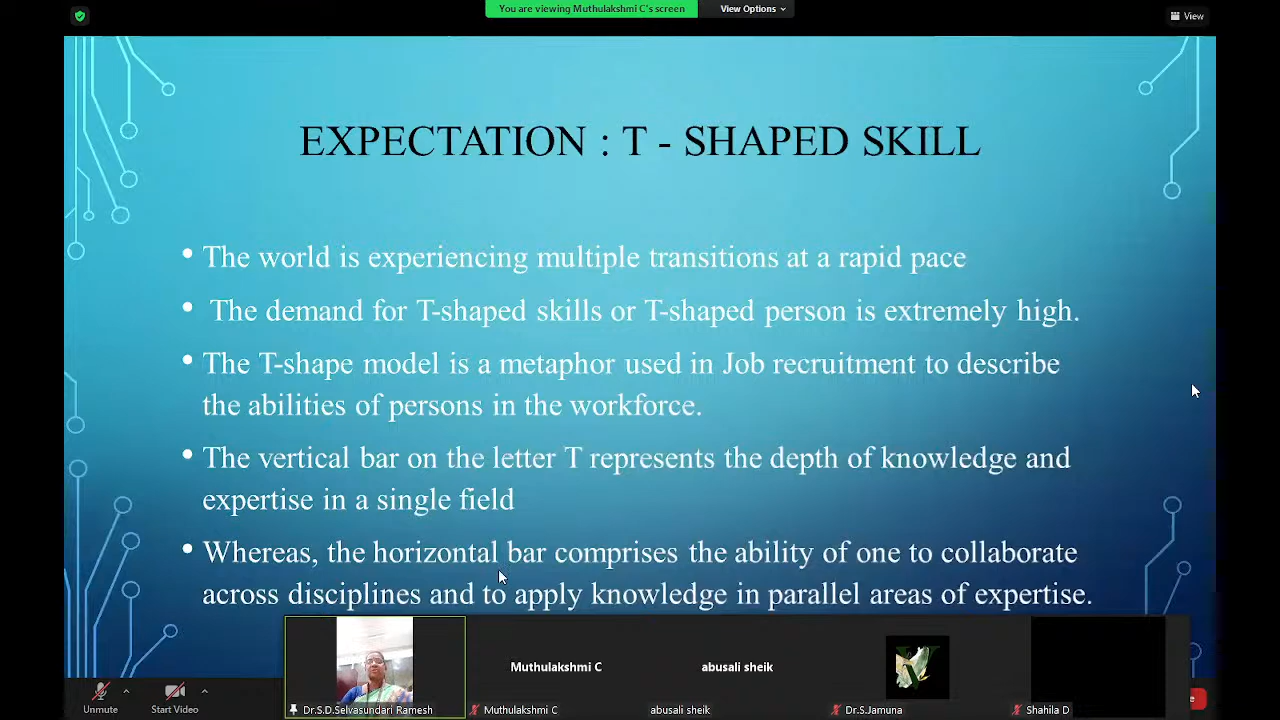 You are viewing Muthulakshmi C's screen
View Options
View
EXPECTATION : T - SHAPED SKILL
• The world is experiencing multiple transitions at a rapid pace
• The demand for T-shaped skills or T-shaped person is extremely high.
• The T-shape model is a metaphor used in Job recruitment to describe
the abilities of persons in the workforce.
• The vertical bar on the letter T represents the depth of knowledge and
expertise in a single field
• Whereas, the horizontal bar comprises the ability of one to collaborate
across disciplines and to apply knowledge in parallel areas of expertise.
Muthulakshmi C
abusali sheik
Unmute
Start Video
Dr.S.D.Selvasundari Ramesh
Muthulakshmi C
abusali sheik
Dr.S.Jamuna
Shahila D